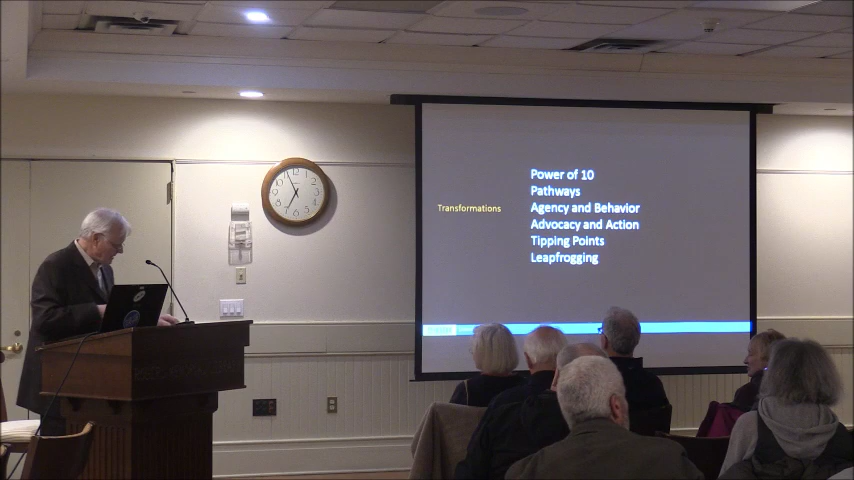 Power of 10
Pathways
Transformations
Agency and Behavior
Advocacy and Action
Tipping Points
Leapfrogging